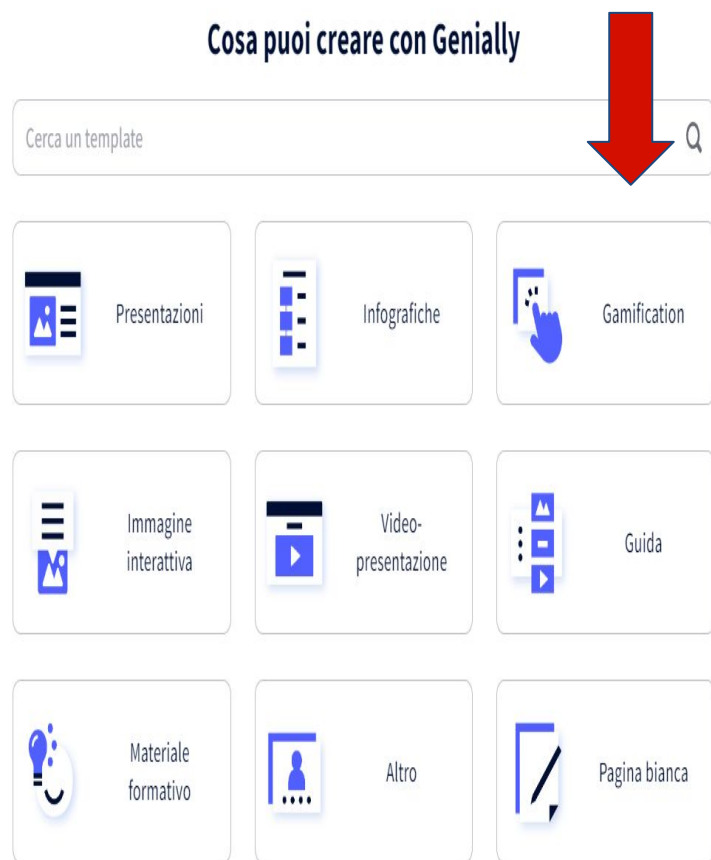 Cosa puoi creare con Genially
Cerca un template
Presentazioni
Infografiche
Gamification
Immagine
interattiva
Video-
presentazione
Guida
Materiale
formativo
Altro
Pagina bianca